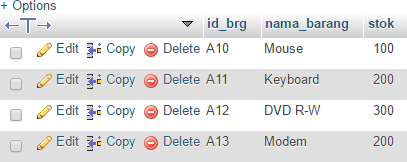 + Options
id_brg nama_barang stok
Edit Copy Delete A10 Mouse 100
Edit Copy Delete A11 Keyboard 200
Edit Copy Delete A12 DVD R-W 300
Edit Copy Delete A13 Modem 200